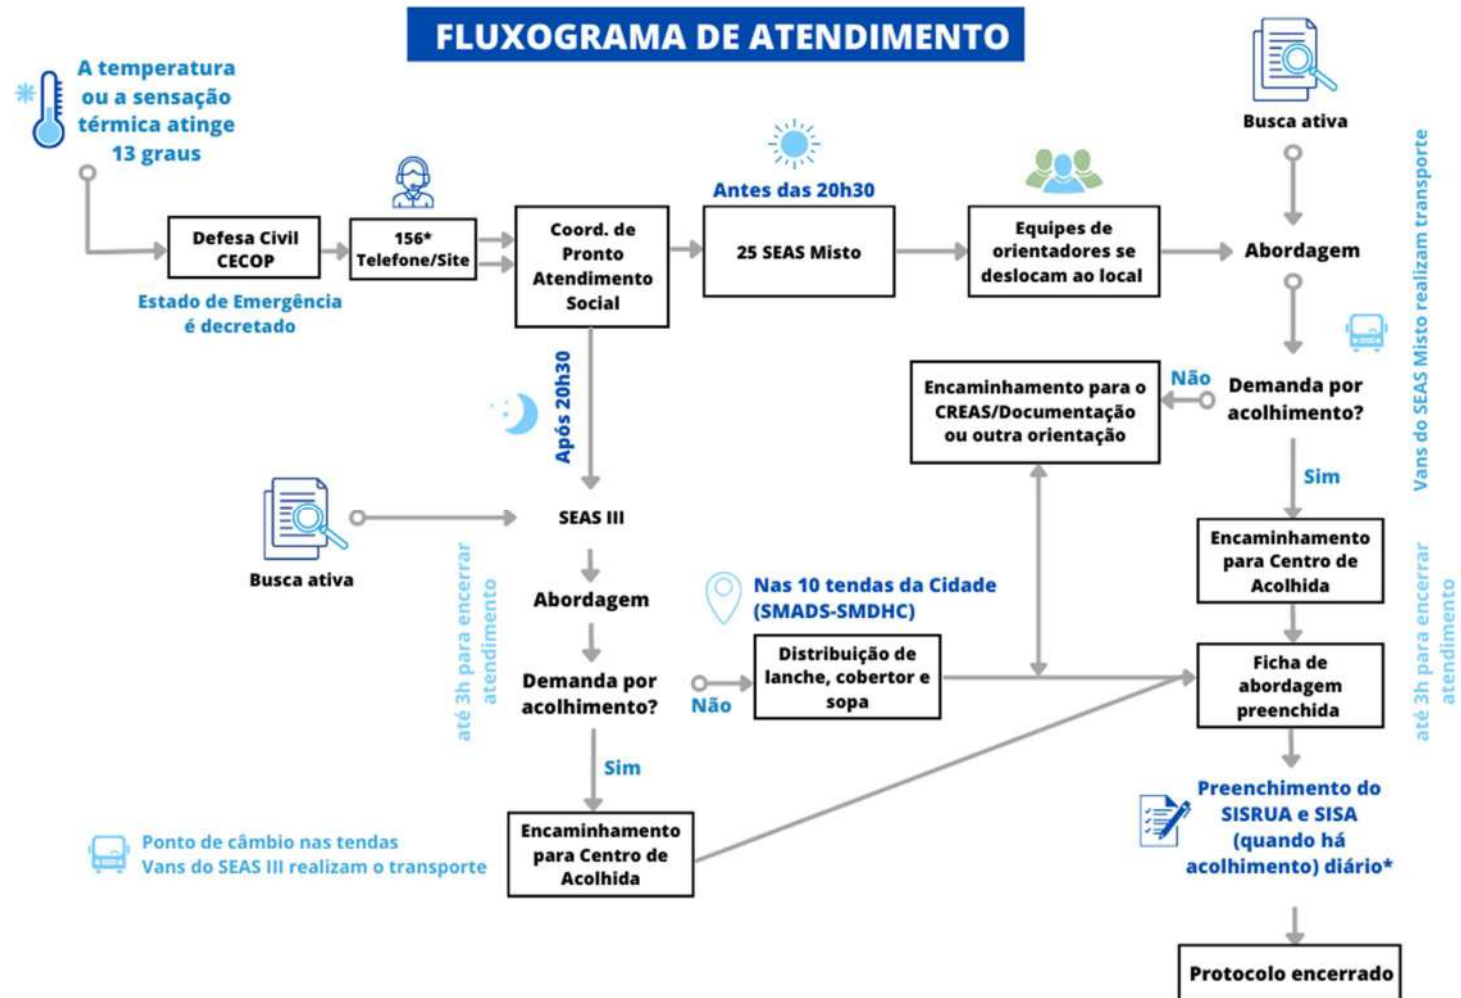 FLUXOGRAMA DE ATENDIMENTO
A temperatura
ou a sensação
térmica atinge
13 graus
Defesa Civil
CECOP
Estado de Emergência
é decretado
156*
Telefone/Site
Coord. de
Pronto
Atendimento
Social
Antes das 20h30
25 SEAS Misto
Equipes de
orientadores se
deslocam ao local
Busca ativa
Abordagem
Vans do SEAS Misto realizam transporte
Demanda por
acolhimento?
Não
Encaminhamento para o
CREAS/Documentação
ou outra orientação
Sim
Encaminhamento
para Centro de
Acolhida
até 3h para encerrar
atendimento
Após 20h30
Busca ativa
SEAS III
até 3h para encerrar
atendimento
Abordagem
Demanda por
acolhimento?
Não
Nas 10 tendas da Cidade
(SMADS-SMDHC)
Distribuição de
lanche, cobertor e
sopa
Sim
Encaminhamento
para Centro de
Acolhida
Ponto de câmbio nas tendas
Vans do SEAS III realizam o transporte
Ficha de
abordagem
preenchida
Preenchimento do
SISRUA e SISA
(quando há
acolhimento) diário*
Protocolo encerrado